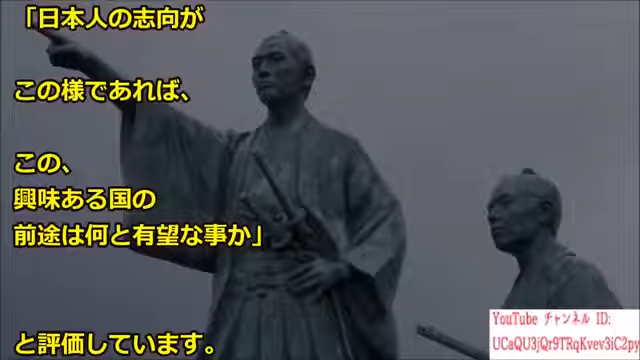 「日本人の志向が
この様であれば、
この、
興味ある国の
前途は何と有望な事か」
と評価しています。
YouTube チャンネル ID:
UCaQU3jQr9TRqKvev3iC2py